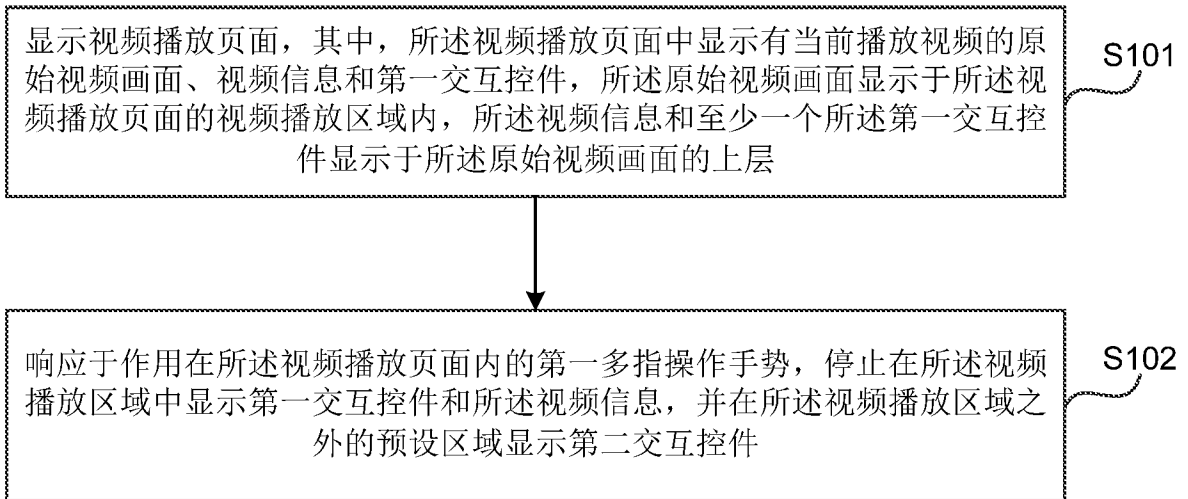 显示视频播放页面，其中，所述视频播放页面中显示有当前播放视频的原
始视频画面、视频信息和第一交互控件，所述原始视频画面显示于所述视
频播放页面的视频播放区域内，所述视频信息和至少一个所述第一交互控
件显示于所述原始视频画面的上层
S101
响应于作用在所述视频播放页面内的第一多指操作手势，停止在所述视频
播放区域中显示第一交互控件和所述视频信息，并在所述视频播放区域之
外的预设区域显示第二交互控件
S102